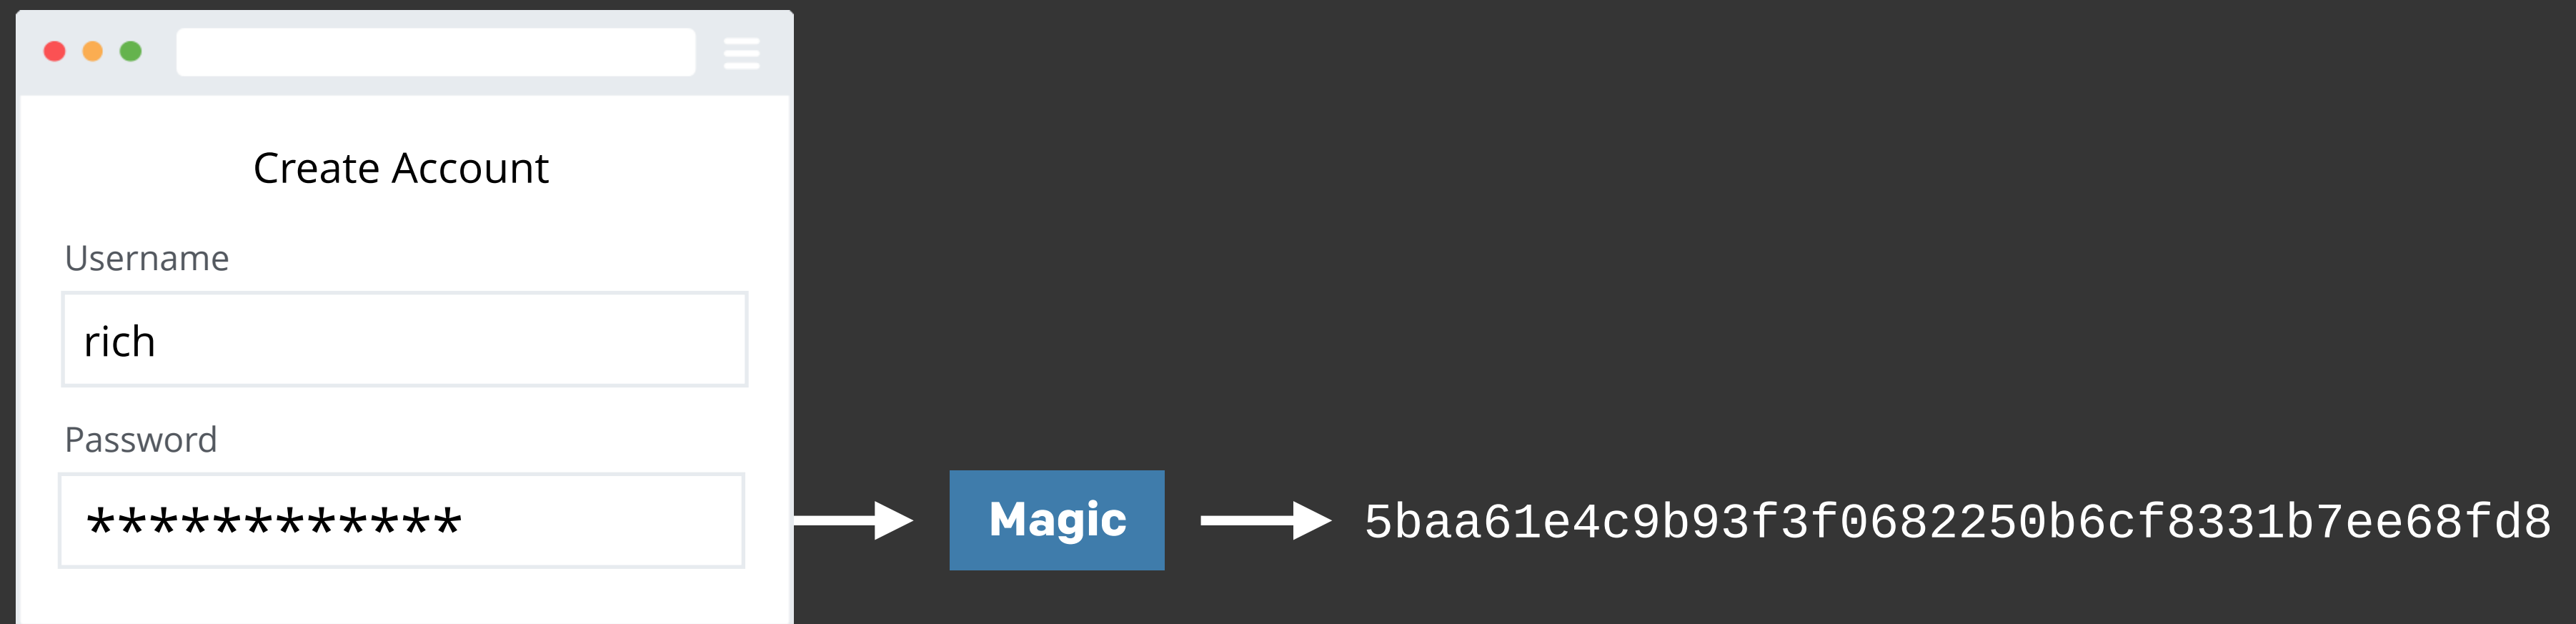 Create Account
Username
rich
Password
************
Magic
5baa61e4c9b93f3f0682250b6cf8331b7ee68fd8